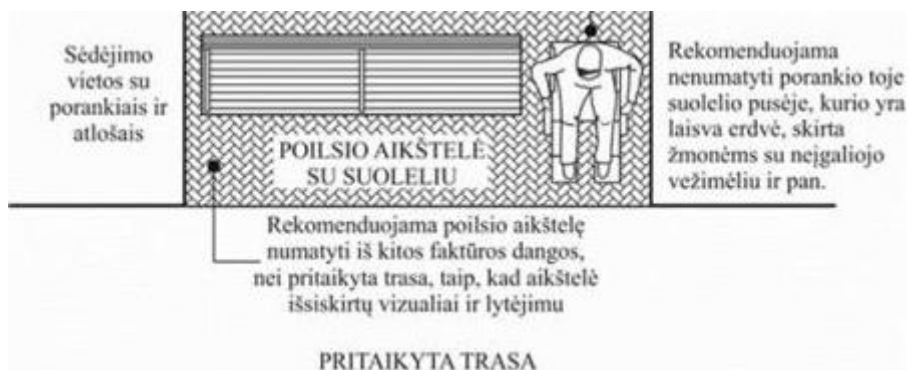 Sėdėjimo
vietos su
porankiais ir
atlošais
POILSIO AIKŠTELĖ
SU SUOLELIU
Rekomenduojama
nenumatyti porankio toje
suolelio pusėje, kurio yra
laisva erdvė, skirta
žmonėms su neįgaliojo
vežimėliu ir pan.
Rekomenduojama poilsio aikštelę
numatyti iš kitos faktūros dangos,
nei pritaikyta trasa, taip, kad aikštelė
išsiskirtų vizualiai ir lytėjimu
PRITAIKYTA TRASA